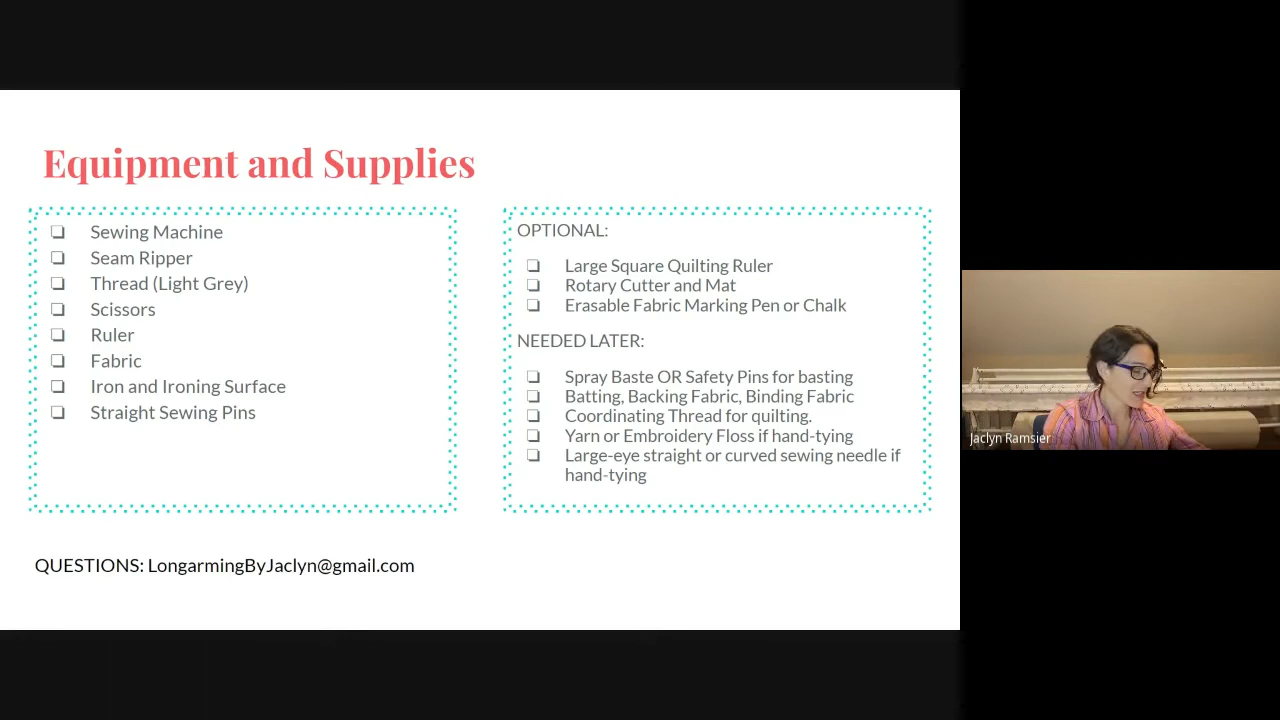 Equipment and Supplies
Sewing Machine
Seam Ripper
Thread (Light Grey)
Scissors
Ruler
Fabric
Iron and Ironing Surface
Straight Sewing Pins
OPTIONAL:
Large Square Quilting Ruler
Rotary Cutter and Mat
Erasable Fabric Marking Pen or Chalk
NEEDED LATER:
Spray Baste OR Safety Pins for basting
Batting, Backing Fabric, Binding Fabric
Coordinating Thread for quilting.
Yarn or Embroidery Floss if hand-tying
Large-eye straight or curved sewing needle if
hand-tying
QUESTIONS: LongarmingByJaclyn@gmail.com
Jaclyn Ramsier